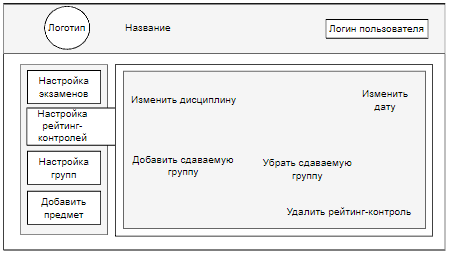 Логотип
Название
Логин пользователя
Настройка
экзаменов
Настройка
рейтинг-
контролей
Настройка
групп
Добавить
предмет
Изменить дисциплину
Изменить
дату
Добавить сдаваемую
группу
Убрать сдаваемую
группу
Удалить рейтинг-контроль